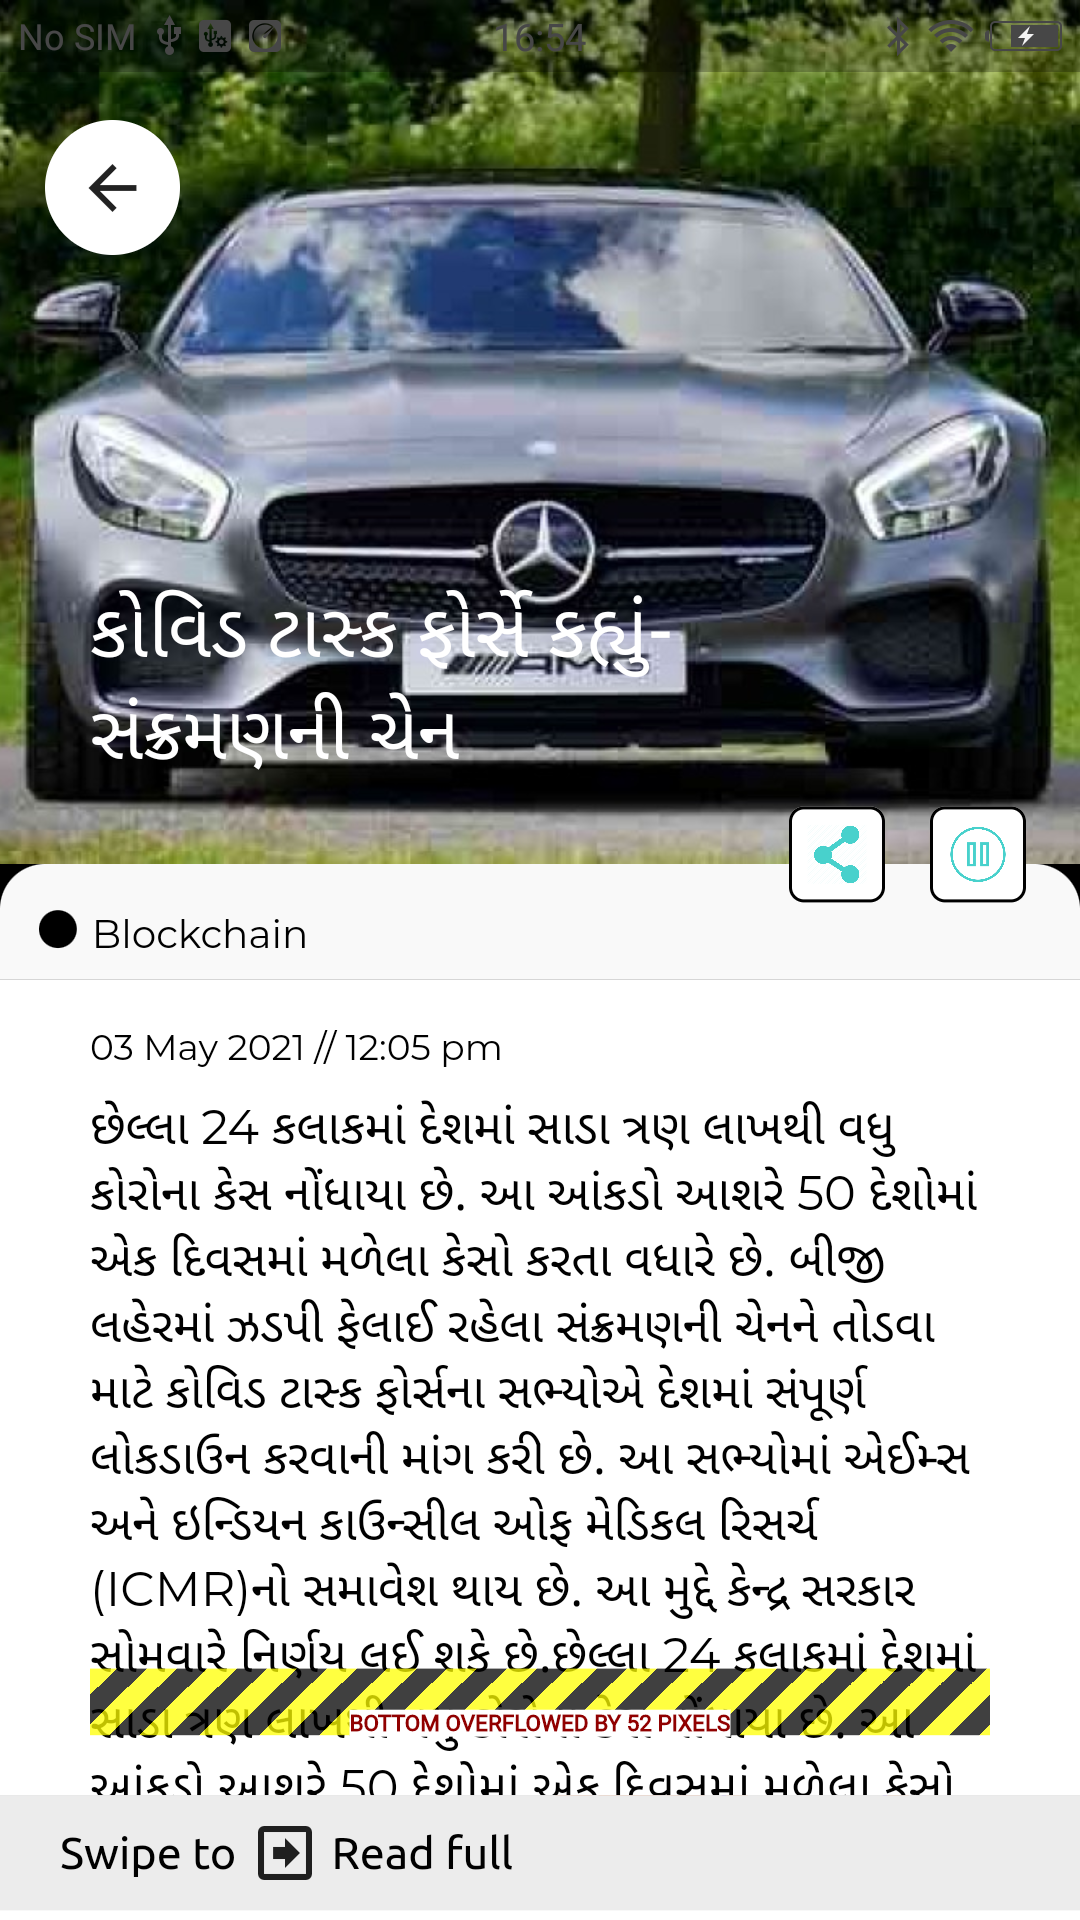 No SIM 16:54
કોવિડ ટાસ્ક ફોર્સે કહ્યું-
સંક્રમણની ચેન
AMG
Blockchain
03 May 2021 // 12:05 pm
છેલ્લા 24 કલાકમાં દેશમાં સાડા ત્રણ લાખથી વધુ
કોરોના કેસ નોંધાયા છે. આ આંકડો આશરે 50 દેશોમાં
એક દિવસમાં મળેલા કેસો કરતા વધારે છે. બીજી
લહેરમાં ઝડપી ફેલાઈ રહેલા સંક્રમણની ચેનને તોડવા
માટે કોવિડ ટાસ્ક ફોર્સના સભ્યોએ દેશમાં સંપૂર્ણ
લોકડાઉન કરવાની માંગ કરી છે. આ સભ્યોમાં એઈમ્સ
અને ઇન્ડિયન કાઉન્સીલ ઓફ મેડિકલ રિસર્ચ
(ICMR)નો સમાવેશ થાય છે. આ મુદ્દે કેન્દ્ર સરકાર
સોમવારે નિર્ણય લઈ શકે છે.છેલ્લા 24 કલાકમાં દેશમાં
સાડા ત્રણ છે. આ
BOTTOM OVERFLOWED BY 52 PIXELS
આંકડો આશરે 50 દેશોમાં એક દિવસમાં મળેલા કેસો
Swipe to Read full